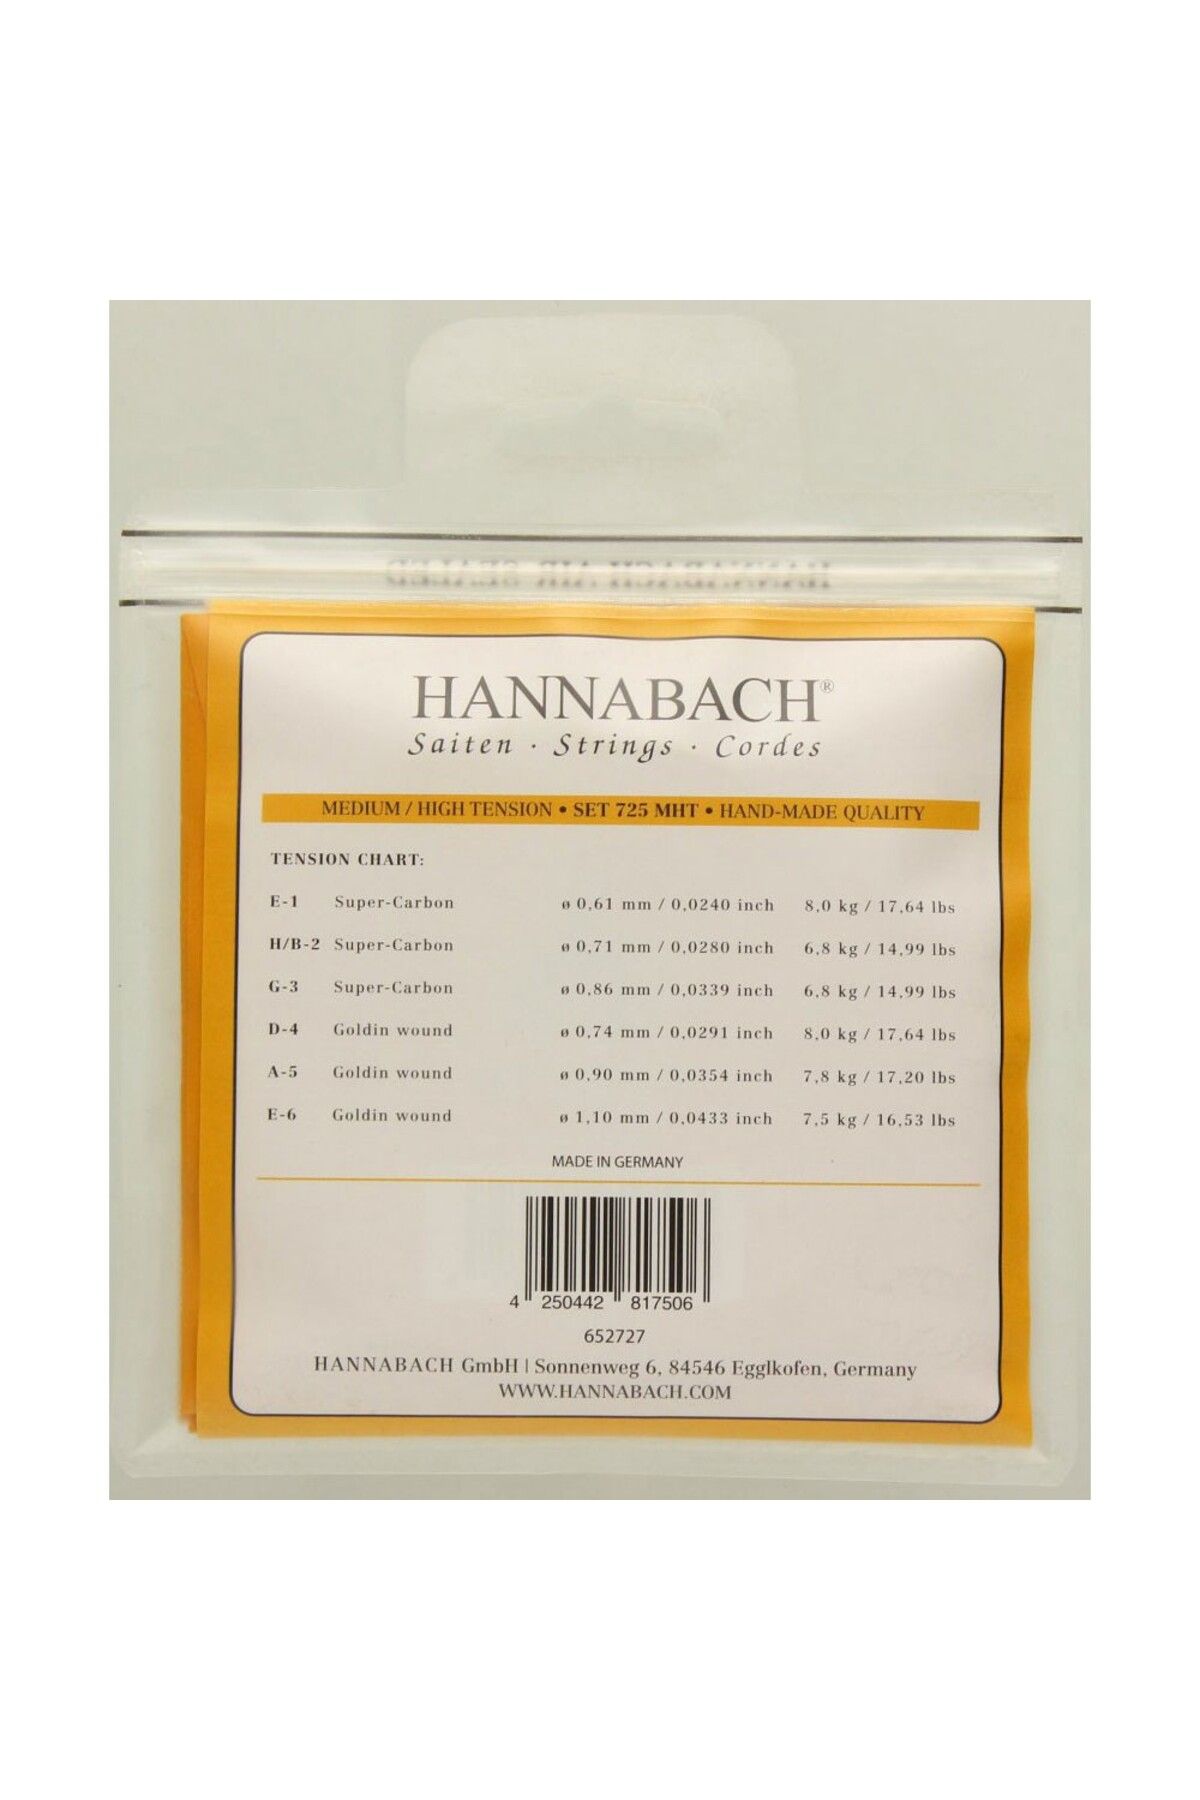 HANNABACH AIR SEALED
HANNABACH®
Saiten · Strings · Cordes
MEDIUM / HIGH TENSION • SET 725 MHT • HAND-MADE QUALITY
TENSION CHART:
E-1 Super-Carbon ø 0,61 mm / 0,0240 inch 8,0 kg / 17,64 lbs
H/B-2 Super-Carbon ø 0,71 mm / 0,0280 inch 6,8 kg / 14,99 lbs
G-3 Super-Carbon ø 0,86 mm / 0,0339 inch 6,8 kg / 14,99 lbs
D-4 Goldin wound ø 0,74 mm / 0,0291 inch 8,0 kg / 17,64 lbs
A-5 Goldin wound ø 0,90 mm / 0,0354 inch 7,8 kg / 17,20 lbs
E-6 Goldin wound ø 1,10 mm / 0,0433 inch 7,5 kg / 16,53 lbs
MADE IN GERMANY
4 250442 817506
652727
HANNABACH GmbH | Sonnenweg 6, 84546 Egglkofen, Germany
WWW.HANNABACH.COM